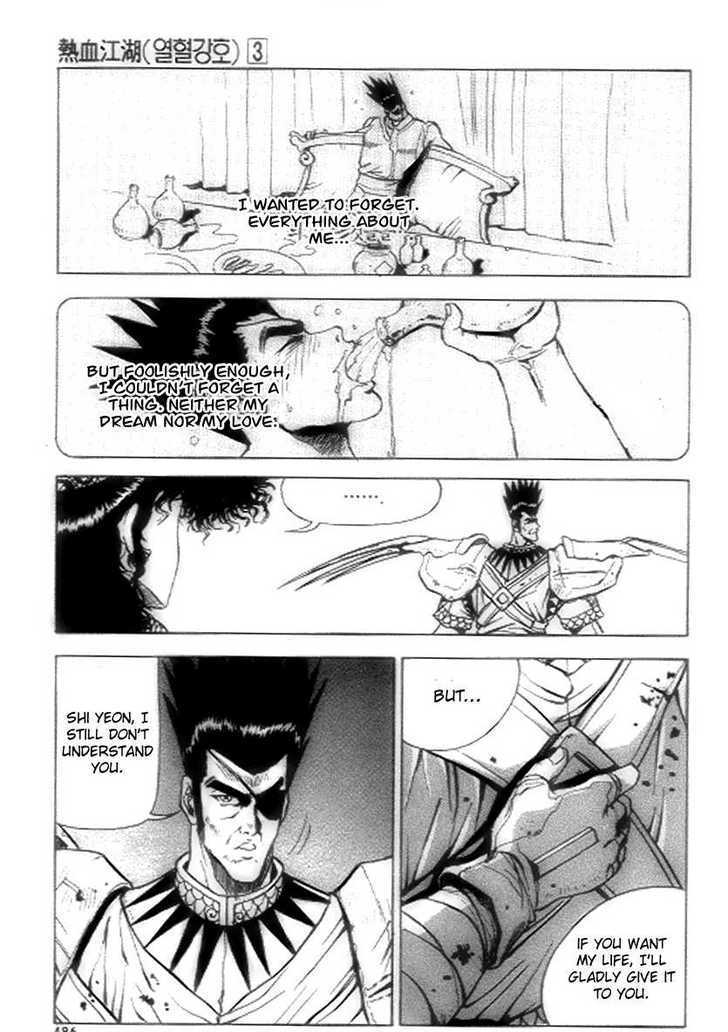 熱血江湖(열혈강호) 3
I WANTED TO FORGET.
EVERYTHING ABOUT
ME...
BUT FOOLISHLY ENOUGH,
I COULDN'T FORGET A
THING. NEITHER MY
DREAM NOR MY LOVE.
......
SHI YEON, I
STILL DON'T
UNDERSTAND
YOU.
BUT...
IF YOU WANT
MY LIFE, I'LL
GLADLY GIVE IT
TO YOU.